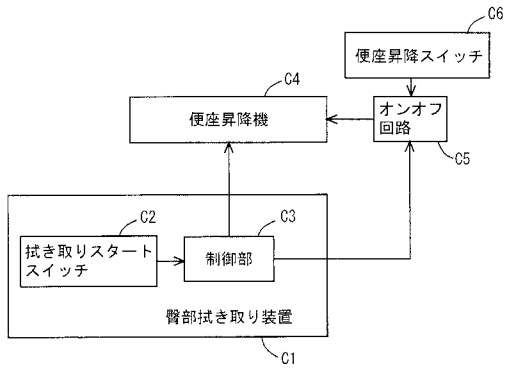 C6
便座昇降スイッチ
C4
便座昇降機
オンオフ
回路
C5
C2
拭き取りスタート
スイッチ
C3
制御部
臀部拭き取り装置
C1